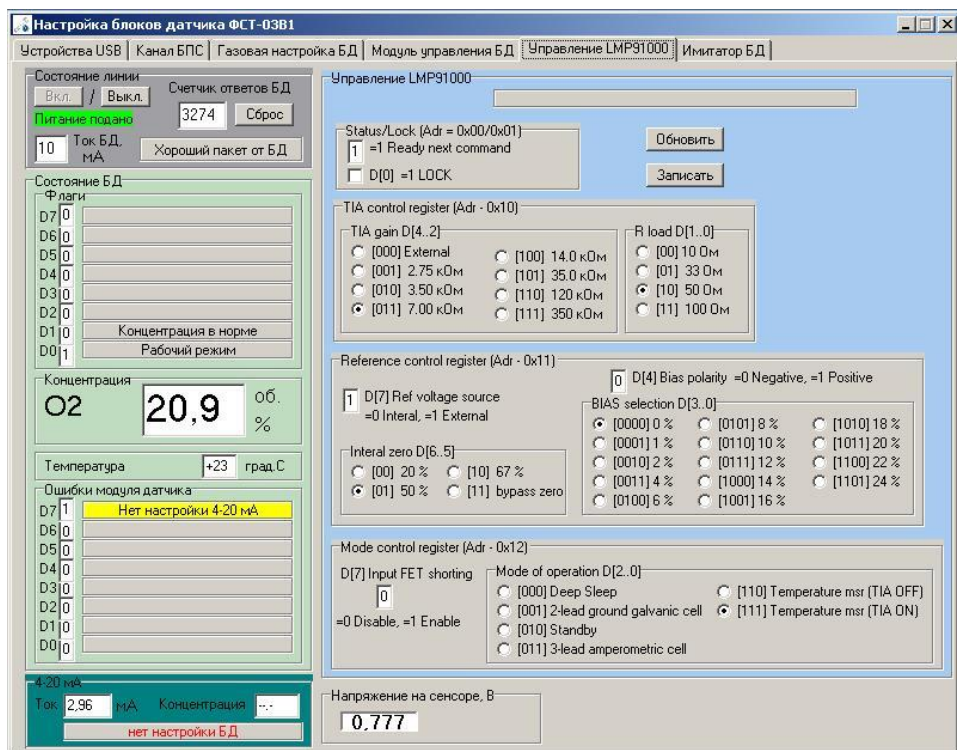 Настройка блоков датчика ФСТ-03В1
Устройства USB | Канал БПС | Газовая настройка БД | Модуль управления БД | Управление LMP91000 | Имитатор БД
Состояние линии
Вкл. / Выкл.
Счетчик ответов БД
Питание подано
3274 Сброс
10 Ток БД, мА
Хороший пакет от БД
Состояние БД
Флаги
D7 0
D6 0
D5 0
D4 0
D3 0
D2 0
D1 0 Концентрация в норме
D0 1 Рабочий режим
Концентрация
O2 20,9 об. %
Температура +23 град.С
Ошибки модуля датчика
D7 1 Нет настройки 4-20 мА
D6 0
D5 0
D4 0
D3 0
D2 0
D1 0
D0 0
4-20 мА
Ток 2,96 мА Концентрация --.-
нет настройки БД
Управление LMP91000
Status/Lock (Adr = 0x00/0x01)
1 =1 Ready next command
D[0] =1 LOCK
Обновить
Записать
TIA control register (Adr - 0x10)
TIA gain D[4..2]
[000] External
[001] 2.75 кОм
[010] 3.50 кОм
[011] 7.00 кОм
[100] 14.0 кОм
[101] 35.0 кОм
[110] 120 кОм
[111] 350 кОм
R load D[1..0]
[00] 10 Ом
[01] 33 Ом
[10] 50 Ом
[11] 100 Ом
Reference control register (Adr - 0x11)
1 D[7] Ref voltage source
=0 Interal, =1 External
0 D[4] Bias polarity =0 Negative, =1 Positive
Interal zero D[6..5]
[00] 20 %
[01] 50 %
[10] 67 %
[11] bypass zero
BIAS selection D[3..0]
[0000] 0 %
[0001] 1 %
[0010] 2 %
[0011] 4 %
[0100] 6 %
[0101] 8 %
[0110] 10 %
[0111] 12 %
[1000] 14 %
[1001] 16 %
[1010] 18 %
[1011] 20 %
[1100] 22 %
[1101] 24 %
Mode control register (Adr - 0x12)
D[7] Input FET shorting
0
=0 Disable, =1 Enable
Mode of operation D[2..0]
[000] Deep Sleep
[001] 2-lead ground galvanic cell
[010] Standby
[011] 3-lead amperometric cell
[110] Temperature msr (TIA OFF)
[111] Temperature msr (TIA ON)
Напряжение на сенсоре, В
0,777